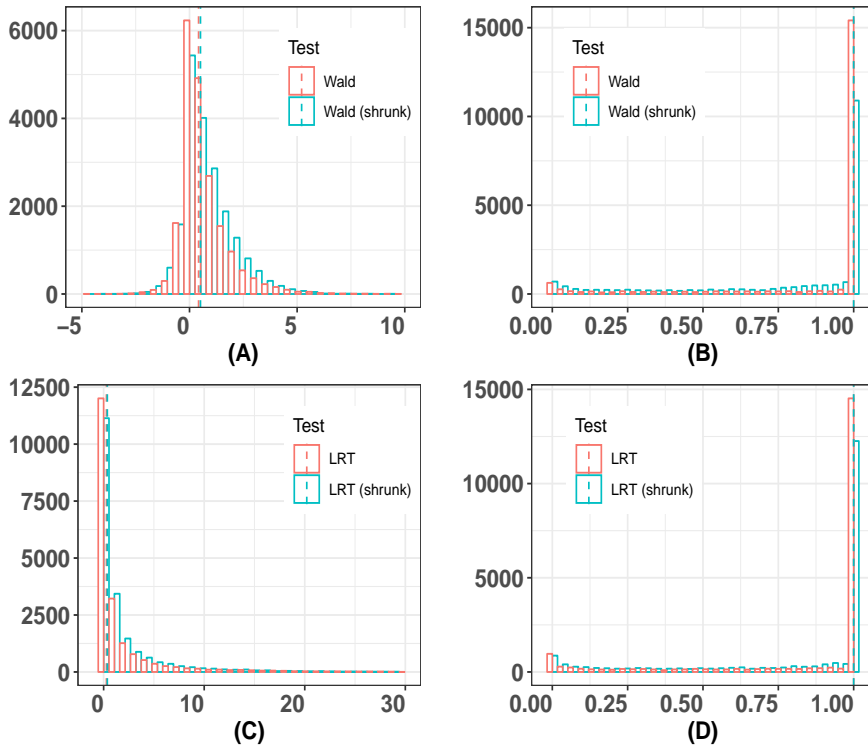 6000
4000
2000
0
Test
Wald
Wald (shrunk)
−5
0
5
10
(A)
15000
10000
5000
0
Test
Wald
Wald (shrunk)
0.00
0.25
0.50
0.75
1.00
(B)
12500
10000
7500
5000
2500
0
Test
LRT
LRT (shrunk)
0
10
20
30
(C)
15000
10000
5000
0
Test
LRT
LRT (shrunk)
0.00
0.25
0.50
0.75
1.00
(D)